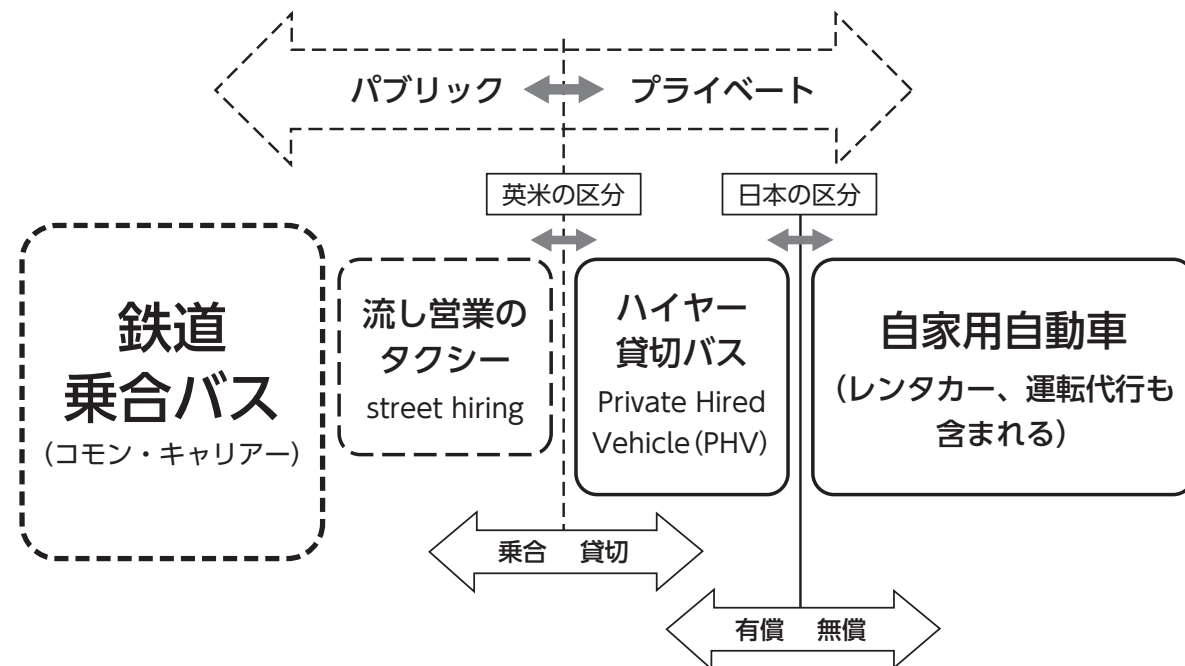 パブリック
プライベート
英米の区分
日本の区分
鉄道
乗合バス
(コモン・キャリアー)
流し営業の
タクシー
street hiring
ハイヤー
貸切バス
Private Hired
Vehicle(PHV)
自家用自動車
(レンタカー、運転代行も
含まれる)
乗合 貸切
有償 無償